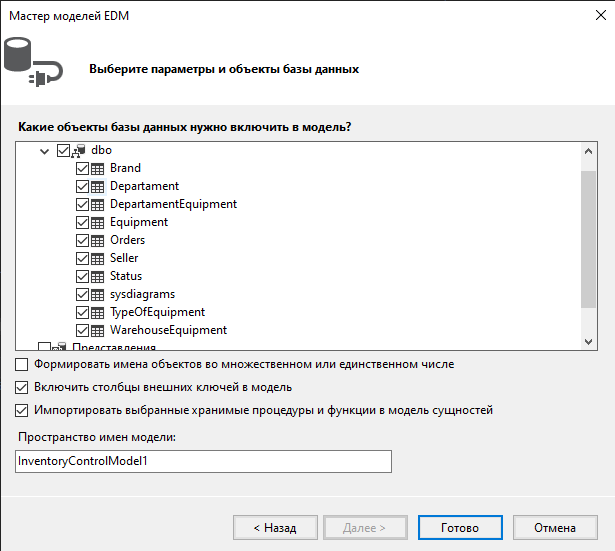 Мастер моделей EDM
Выберите параметры и объекты базы данных
Какие объекты базы данных нужно включить в модель?
dbo
Brand
Departament
DepartamentEquipment
Equipment
Orders
Seller
Status
sysdiagrams
TypeOfEquipment
WarehouseEquipment
Представления
Формировать имена объектов во множественном или единственном числе
Включить столбцы внешних ключей в модель
Импортировать выбранные хранимые процедуры и функции в модель сущностей
Пространство имен модели:
InventoryControlModel1
< Назад
Далее >
Готово
Отмена